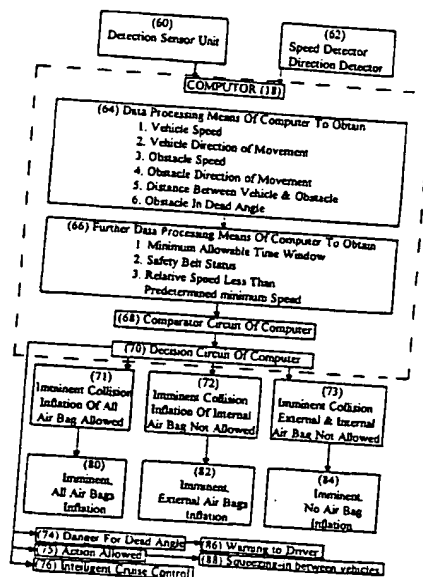 (60)
Detection Sensor Unit
(62)
Speed Detector
Direction Detector
COMPUTOR (18)
(64) Data Processing Means Of Computer To Obtain
1. Vehicle Speed
2. Vehicle Direction of Movement
3. Obstacle Speed
4. Obstacle Direction of Movement
5. Distance Between Vehicle & Obstacle
6. Obstacle In Dead Angle
(66) Further Data Processing Means Of Computer To Obtain
1 Minimum Allowable Time Window
2. Safety Belt Status
3. Relative Speed Less Than
Predetermined minimum Speed
(68) Comparator Circuit Of Computer
(70) Decision Circuit Of Computer
(71)
Imminent Collision
Inflation Of All
Air Bag Allowed
(72)
Imminent Collision
Inflation Of Internal
Air Bag Not Allowed
(73)
Imminent Collision
External & Internal
Air Bag Not Allowed
(80)
Imminent,
All Air Bags
Inflation
(82)
Imminent,
External Air Bags
Inflation
(84)
Imminent,
No Air Bag
Inflation
(74) Danger For Dead Angle
(86) Warning to Driver
(75) Action Allowed
(88) Squeezing-in between vehicles
(76) Intelligent Cruise Control